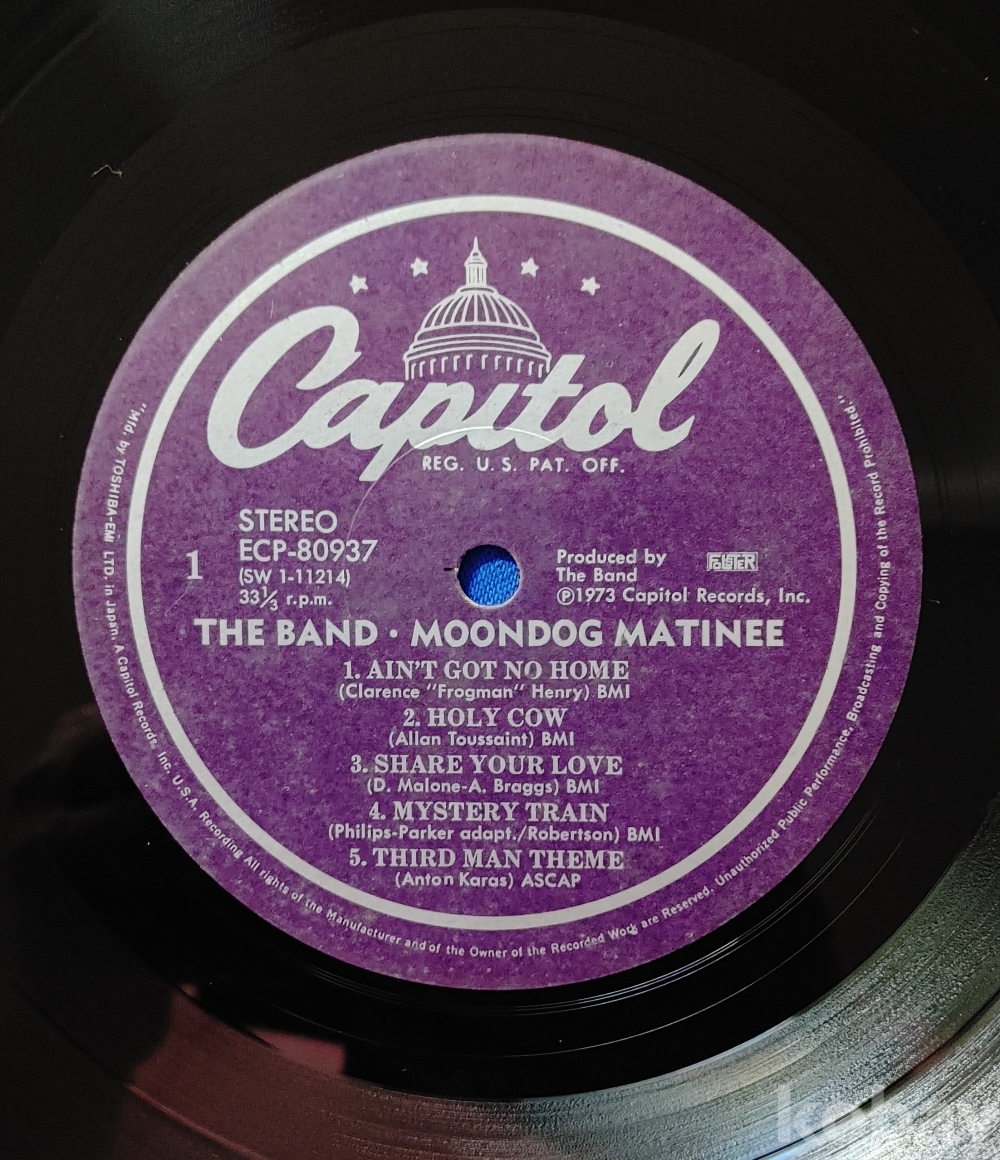 Capitol
REG. U. S. PAT. OFF.
STEREO
ECP-80937
(SW 1-11214)
33⅓ r.p.m.
1
Produced by
The Band
℗1973 Capitol Records, Inc.
THE BAND · MOONDOG MATINEE
1. AIN'T GOT NO HOME
(Clarence "Frogman" Henry) BMI
2. HOLY COW
(Allan Toussaint) BMI
3. SHARE YOUR LOVE
(D. Malone-A. Braggs) BMI
4. MYSTERY TRAIN
(Philips-Parker adapt./Robertson) BMI
5. THIRD MAN THEME
(Anton Karas) ASCAP
"Mfd. by TOSHIBA-EMI LTD. in Japan. A Capitol Records, Inc. U.S.A. Recording All rights of the Manufacturer and of the Owner of the Recorded Work are Reserved. Unauthorized Public Performance, Broadcasting and Copying of the Record Prohibited."